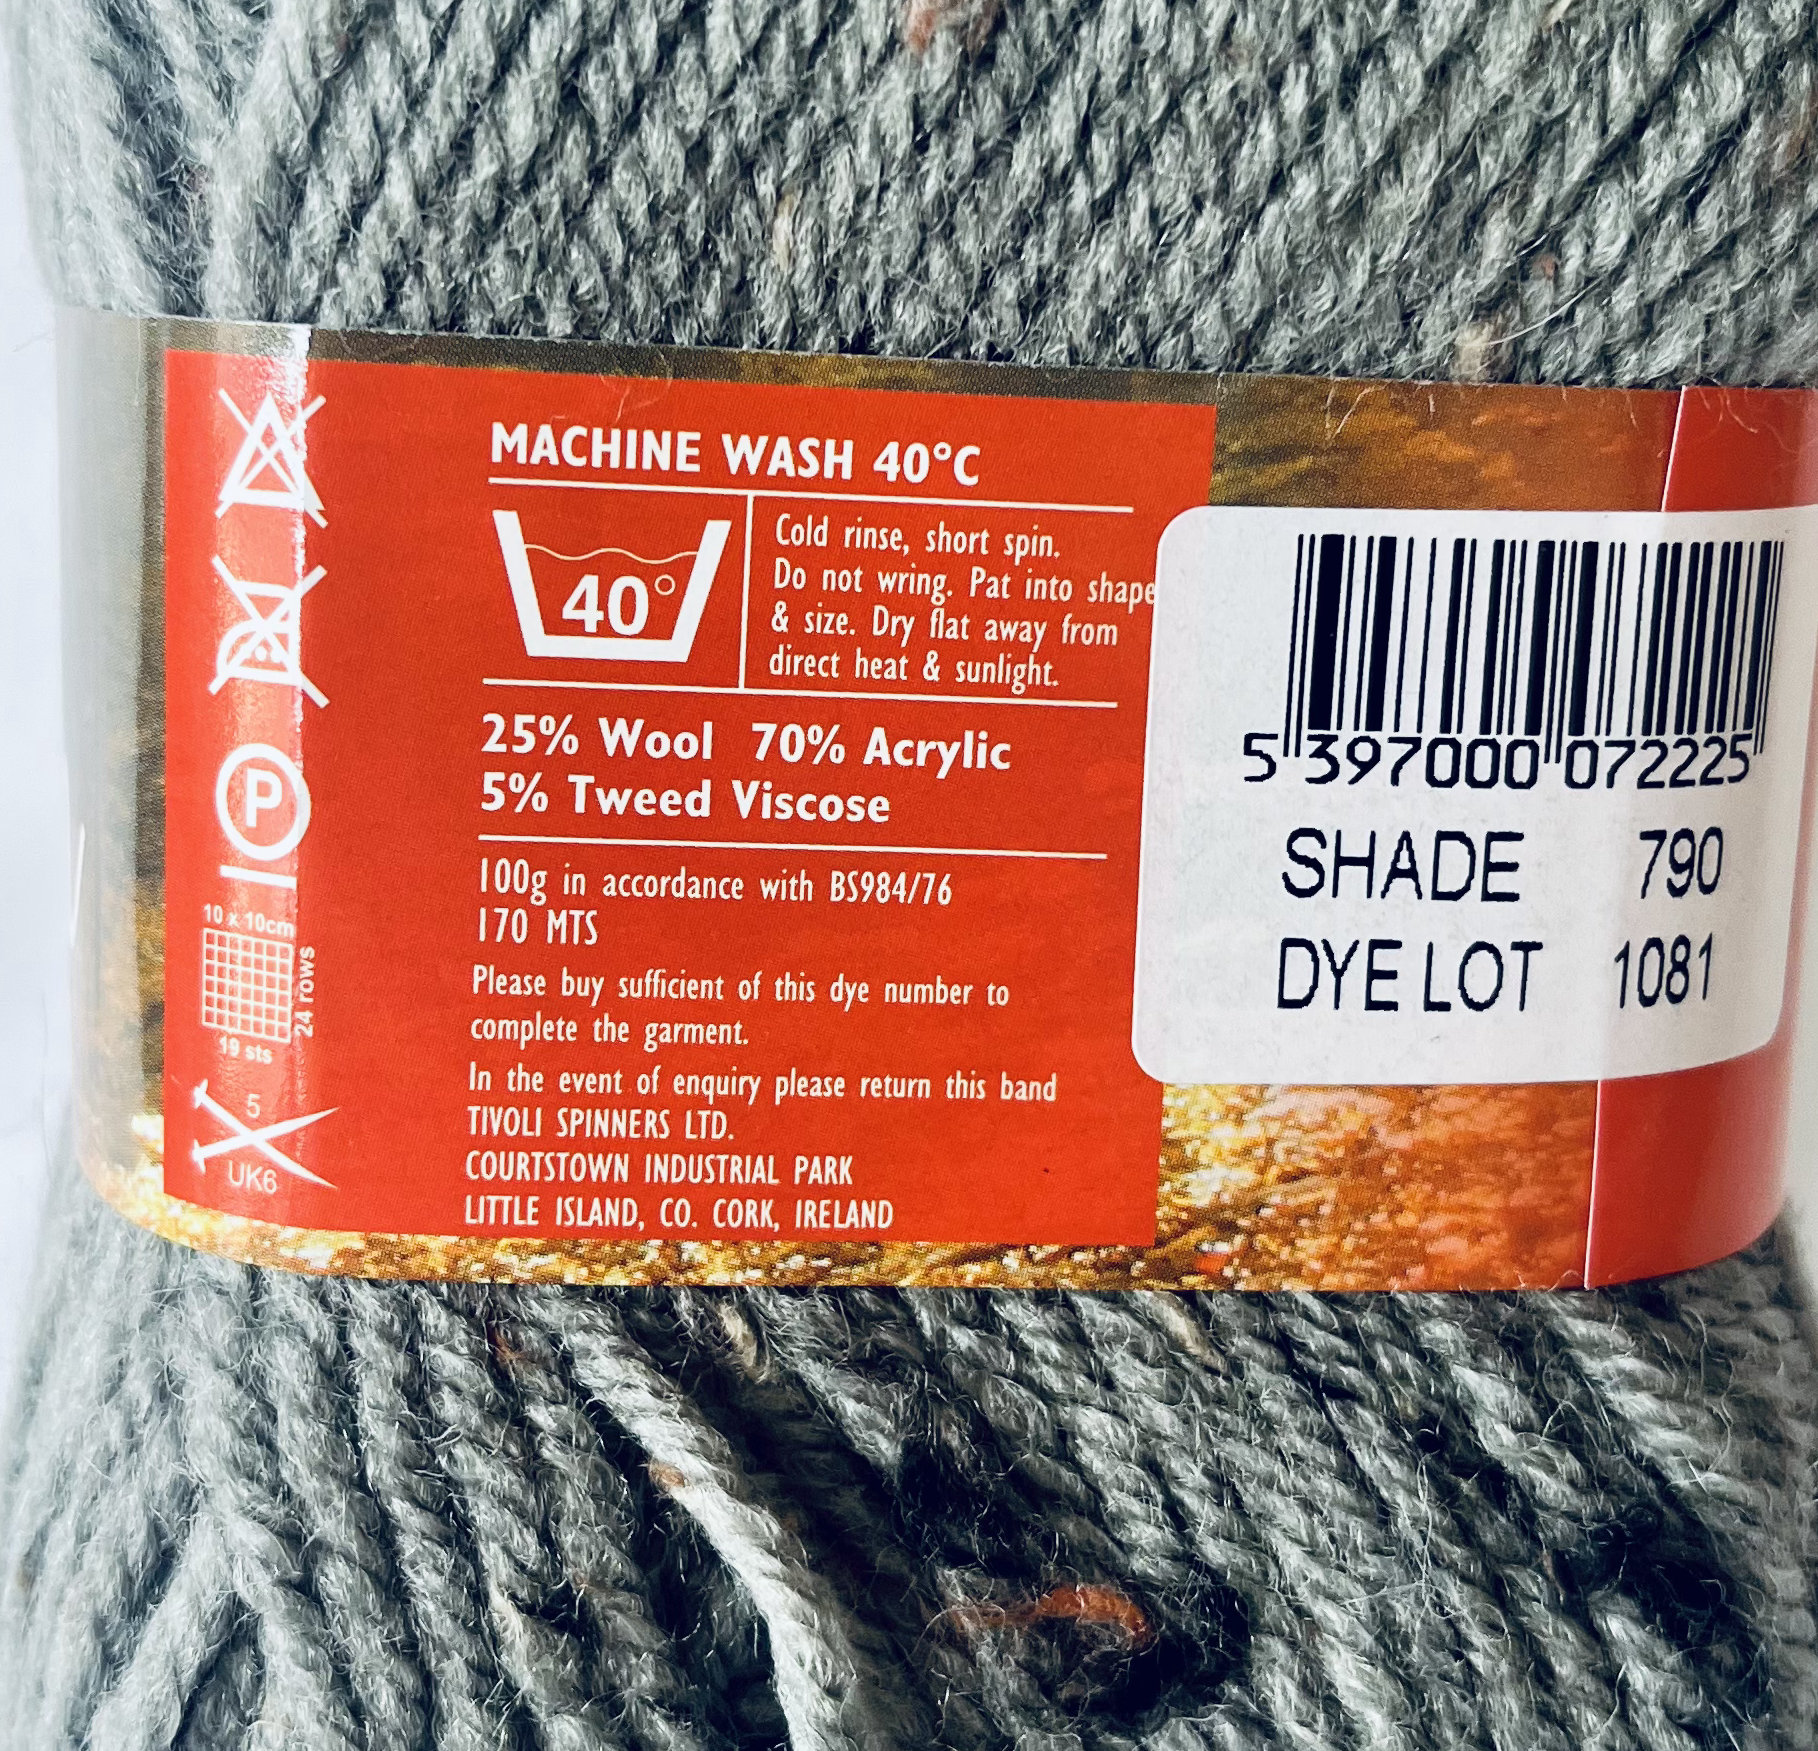 MACHINE WASH 40°C
40°
Cold rinse, short spin.
Do not wring. Pat into shape
& size. Dry flat away from
direct heat & sunlight.
25% Wool 70% Acrylic
5% Tweed Viscose
100g in accordance with BS984/76
170 MTS
Please buy sufficient of this dye number to
complete the garment.
In the event of enquiry please return this band
TIVOLI SPINNERS LTD.
COURTSTOWN INDUSTRIAL PARK
LITTLE ISLAND, CO. CORK, IRELAND
P
10 x 10cm
24 rows
19 sts
5
UK6
5 397000 072225
SHADE 790
DYE LOT 1081